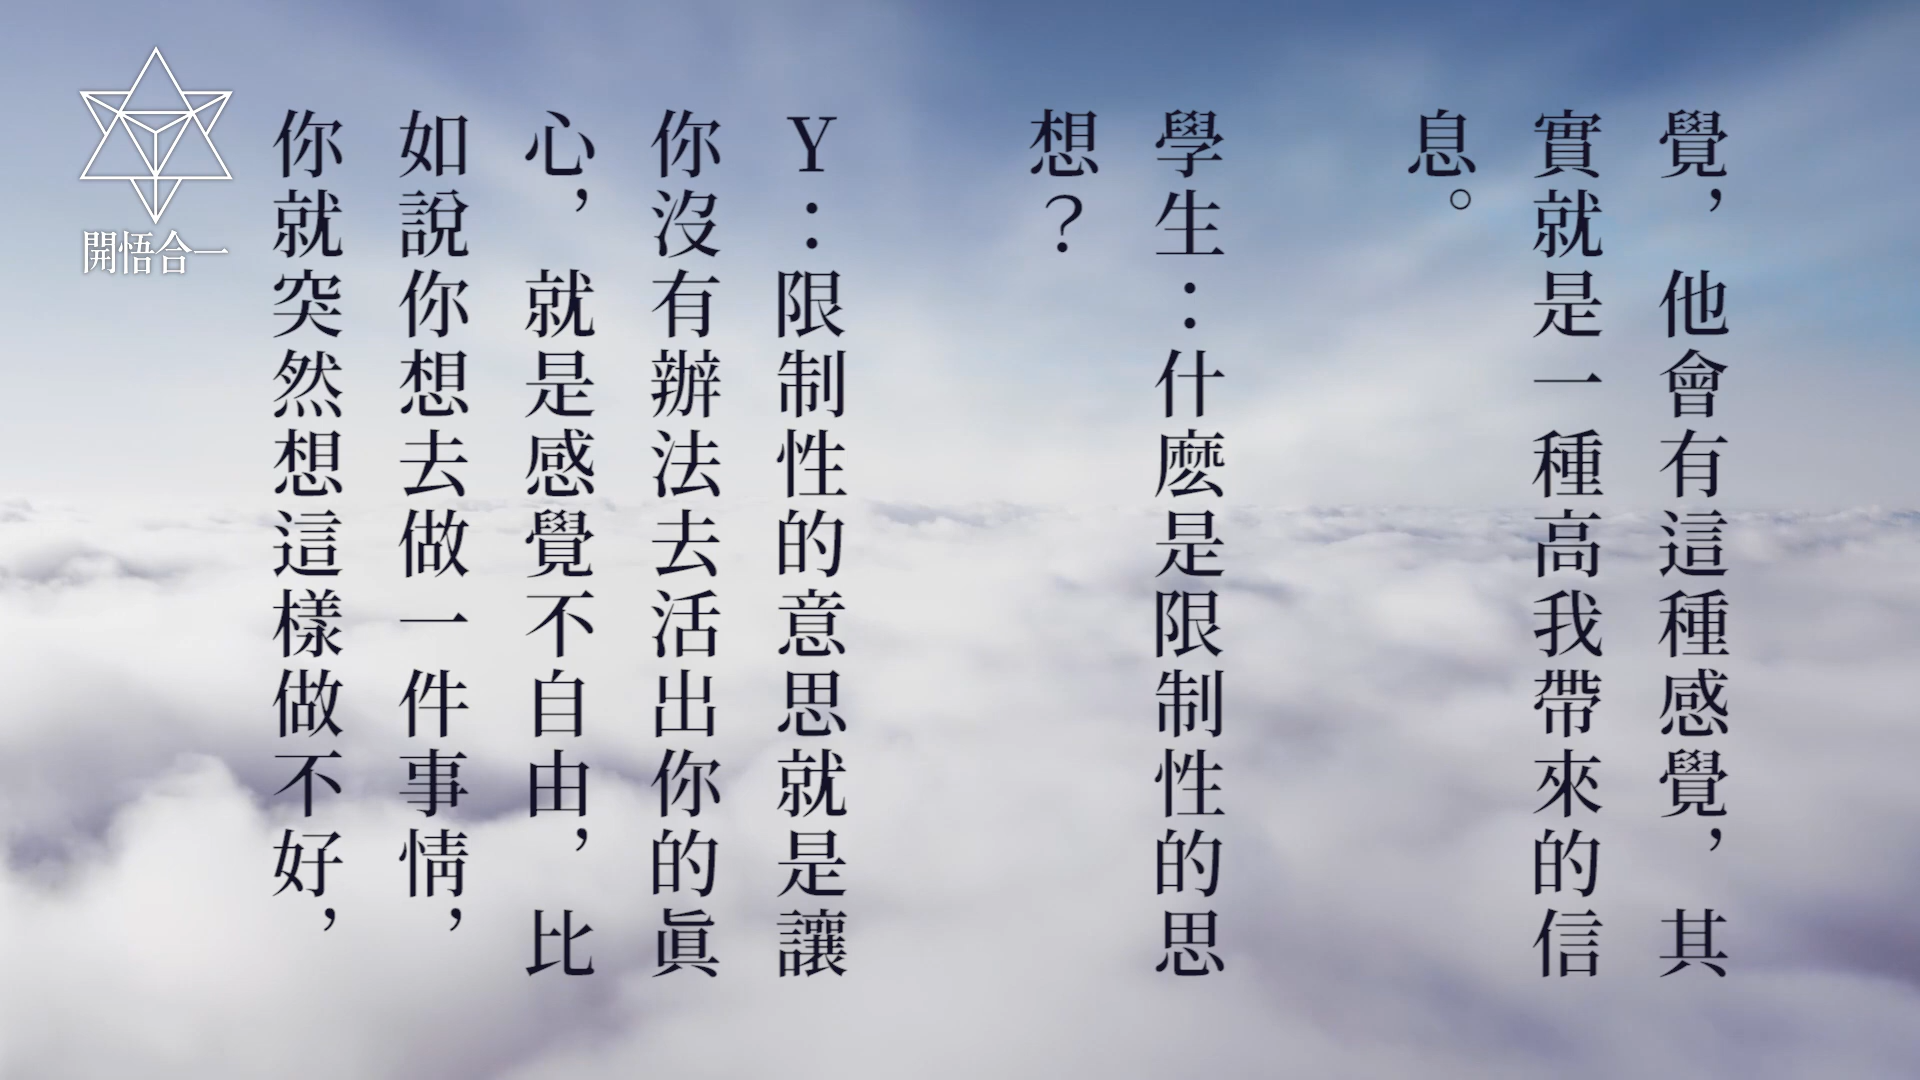 覺，他會有這種感覺，其
實就是一種高我帶來的信
息。
學生：什麽是限制性的思
想？
Y：限制性的意思就是讓
你沒有辦法去活出你的眞
心，就是感覺不自由，比
如說你想去做一件事情，
你就突然想這樣做不好，
開悟合一